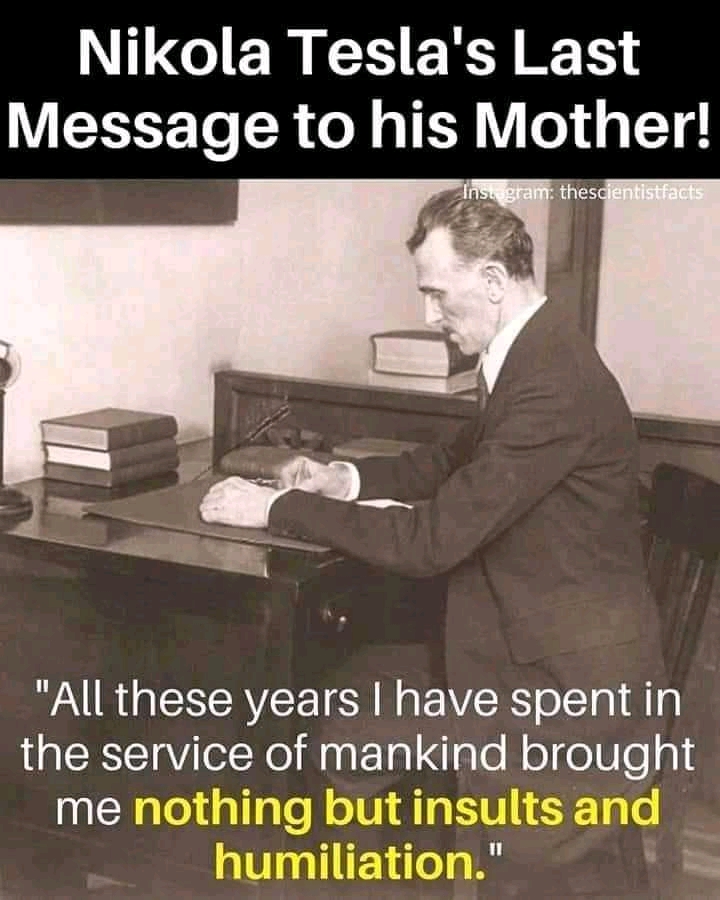 Nikola Tesla's Last
Message to his Mother!
Instagram: thescientistfacts
"All these years I have spent in
the service of mankind brought
me nothing but insults and
humiliation."